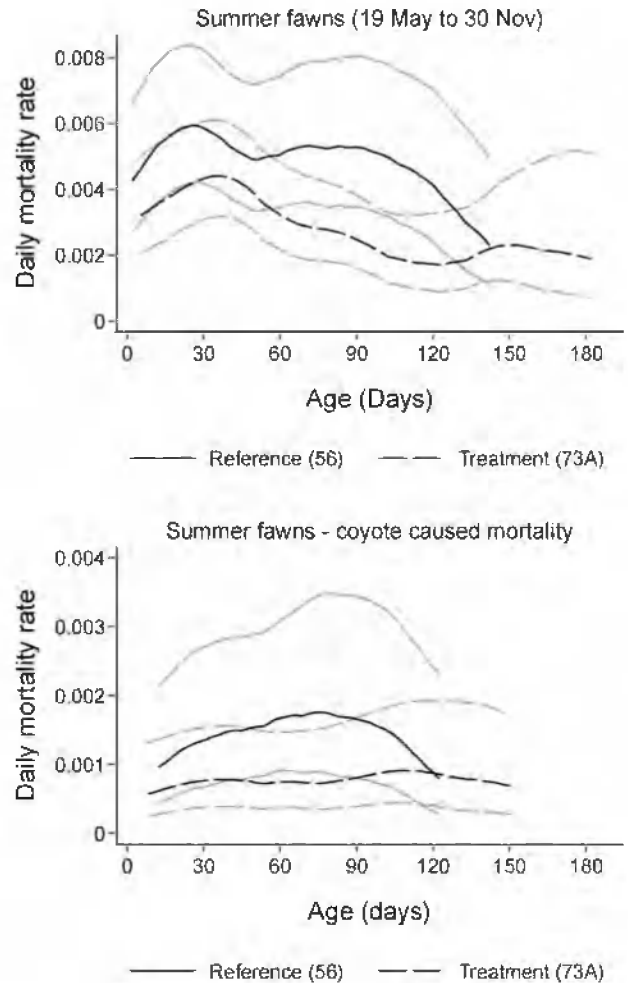 Summer fawns (19 May to 30 Nov)
0.008
0.006
0.004
0.002
0
Daily mortality rate
0 30 60 90 120 150 180
Age (Days)
Reference (56) Treatment (73A)
Summer fawns - coyote caused mortality
0.004
0.003
0.002
0.001
0
Daily mortality rate
0 30 60 90 120 150 180
Age (days)
Reference (56) Treatment (73A)